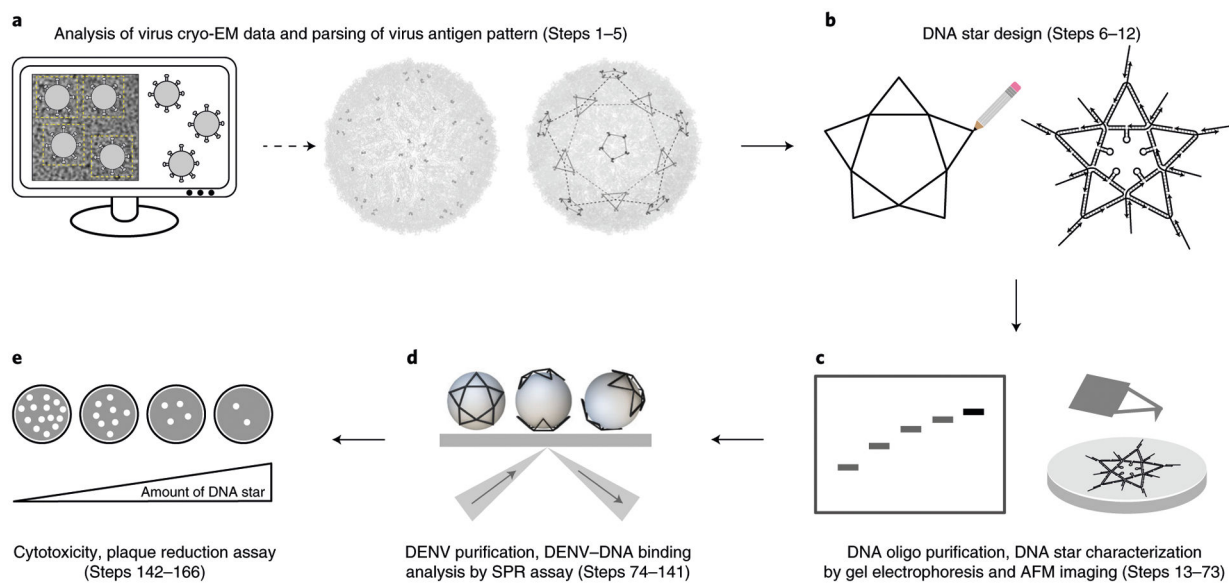 a
Analysis of virus cryo-EM data and parsing of virus antigen pattern (Steps 1–5)
b
DNA star design (Steps 6–12)
c
DNA oligo purification, DNA star characterization
by gel electrophoresis and AFM imaging (Steps 13–73)
d
DENV purification, DENV–DNA binding
analysis by SPR assay (Steps 74–141)
e
Amount of DNA star
Cytotoxicity, plaque reduction assay
(Steps 142–166)